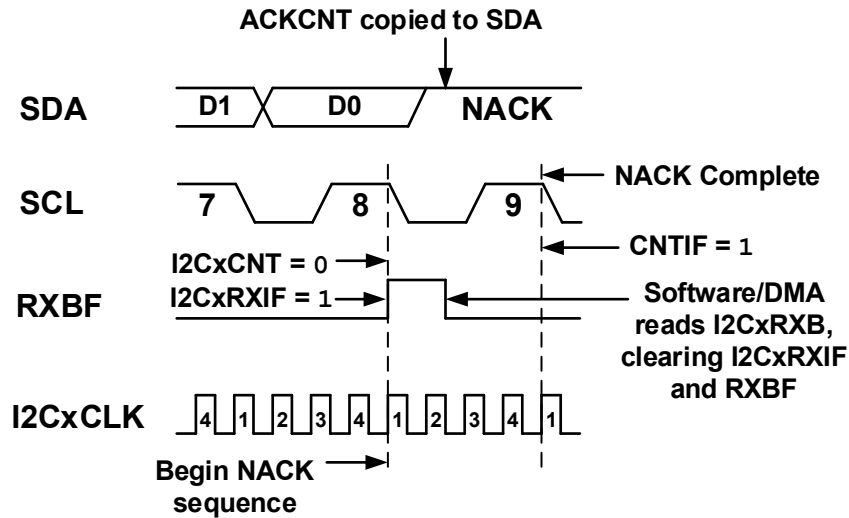 ACKCNT copied to SDA
SDA
D1
D0
NACK
SCL
7
8
9
NACK Complete
CNTIF = 1
I2CxCNT = 0
I2CxRXIF = 1
RXBF
Software/DMA
reads I2CxRXB,
clearing I2CxRXIF
and RXBF
I2CxCLK
4 1 2 3 4 1 2 3 4 1
Begin NACK
sequence